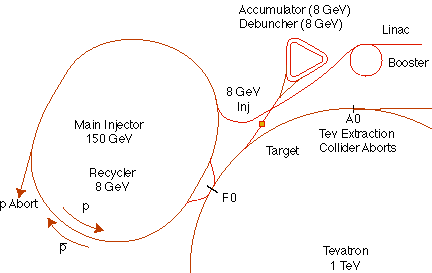 Accumulator (8 GeV)
Debuncher (8 GeV)
Linac
Booster
8 GeV
Inj
A0
Tev Extraction
Collider Aborts
Target
Main Injector
150 GeV
Recycler
8 GeV
p Abort
p
p̅
F0
Tevatron
1 TeV